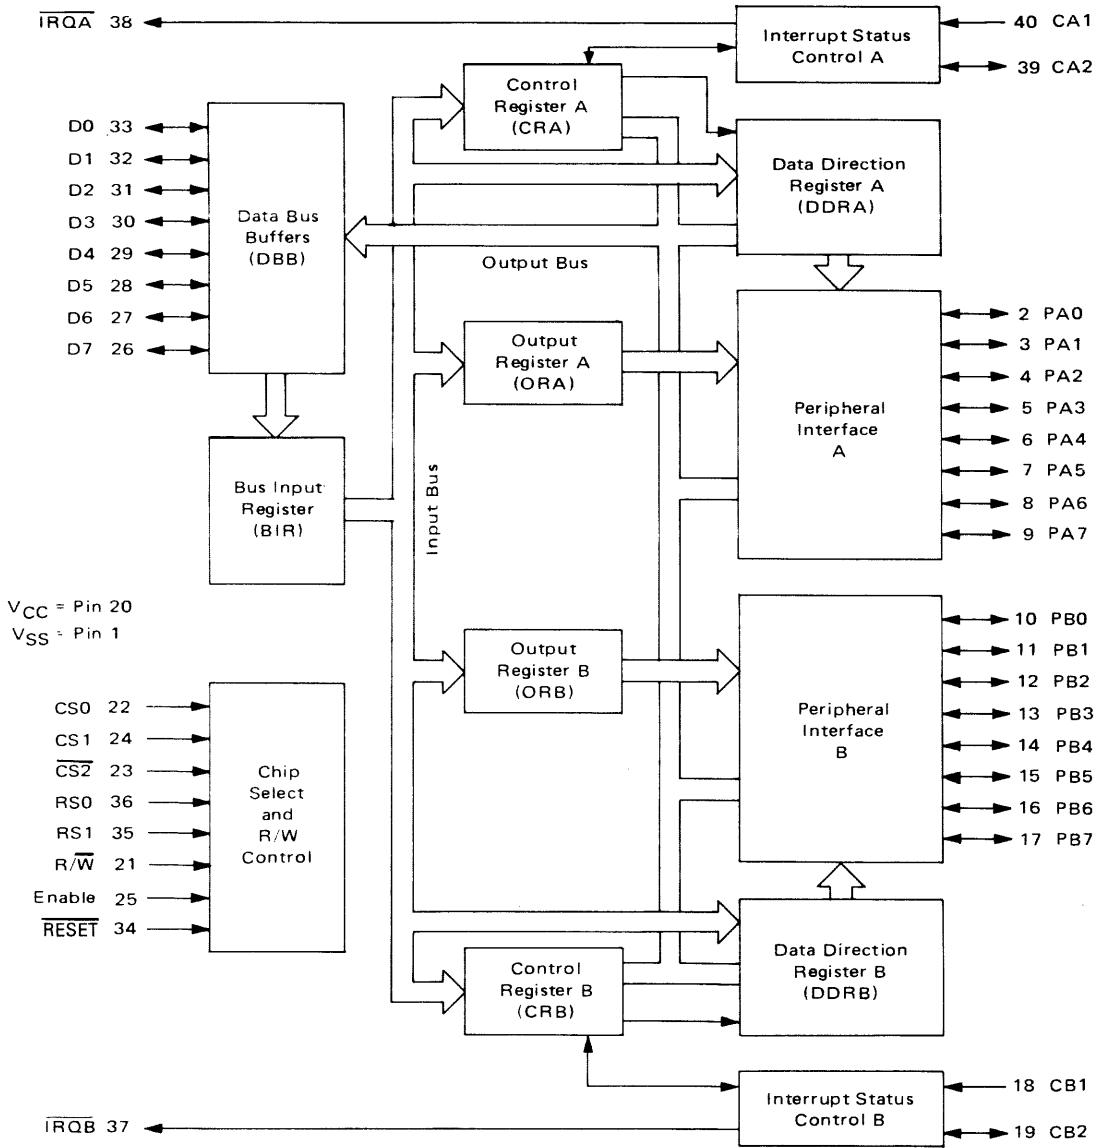 IRQA 38
Interrupt Status
Control A
40 CA1
39 CA2
Control
Register A
(CRA)
D0 33
D1 32
D2 31
D3 30
D4 29
D5 28
D6 27
D7 26
Data Bus
Buffers
(DBB)
Data Direction
Register A
(DDRA)
Output Bus
Output
Register A
(ORA)
Peripheral
Interface
A
2 PA0
3 PA1
4 PA2
5 PA3
6 PA4
7 PA5
8 PA6
9 PA7
Bus Input
Register
(BIR)
Input Bus
VCC = Pin 20
VSS = Pin 1
Output
Register B
(ORB)
Peripheral
Interface
B
10 PB0
11 PB1
12 PB2
13 PB3
14 PB4
15 PB5
16 PB6
17 PB7
CS0 22
CS1 24
CS2 23
RS0 36
RS1 35
R/W 21
Enable 25
RESET 34
Chip
Select
and
R/W
Control
Control
Register B
(CRB)
Data Direction
Register B
(DDRB)
Interrupt Status
Control B
18 CB1
19 CB2
IRQB 37